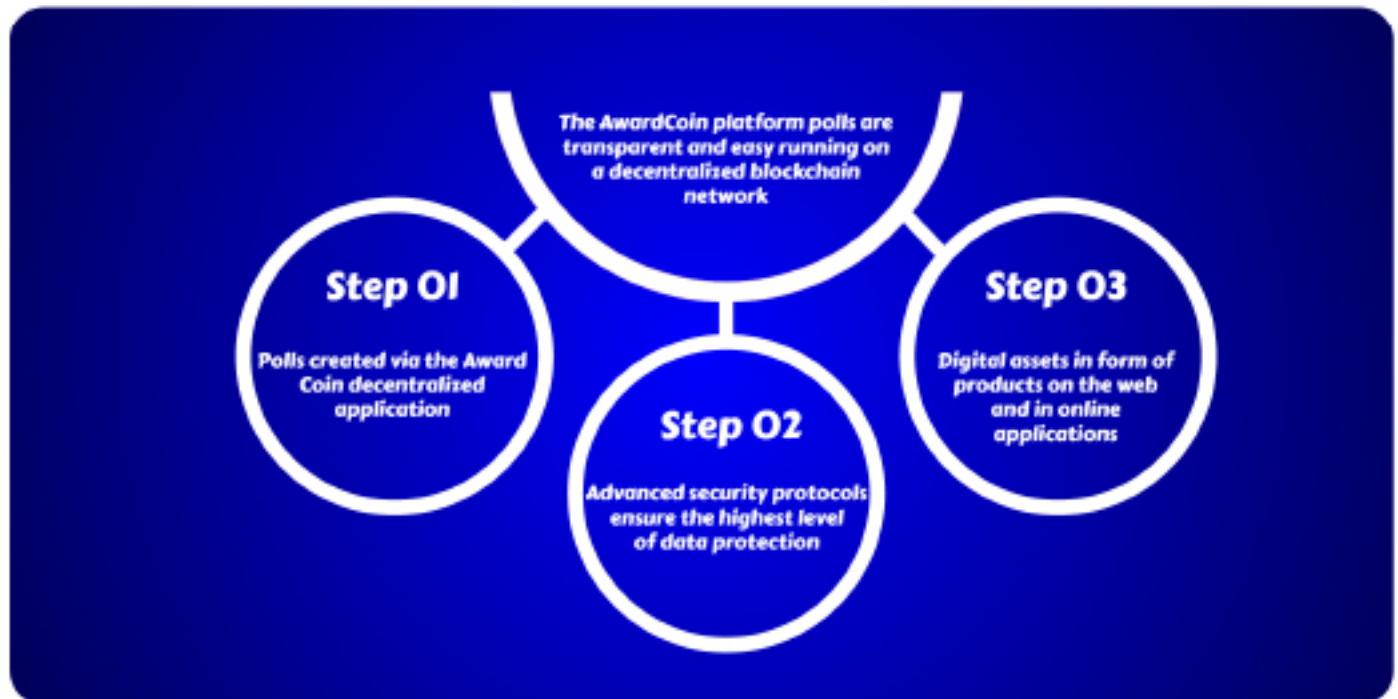 The AwardCoin platform polls are
transparent and easy running on
a decentralized blockchain
network
Step 01
Polls created via the Award
Coin decentralized
application
Step 02
Advanced security protocols
ensure the highest level
of data protection
Step 03
Digital assets in form of
products on the web
and in online
applications